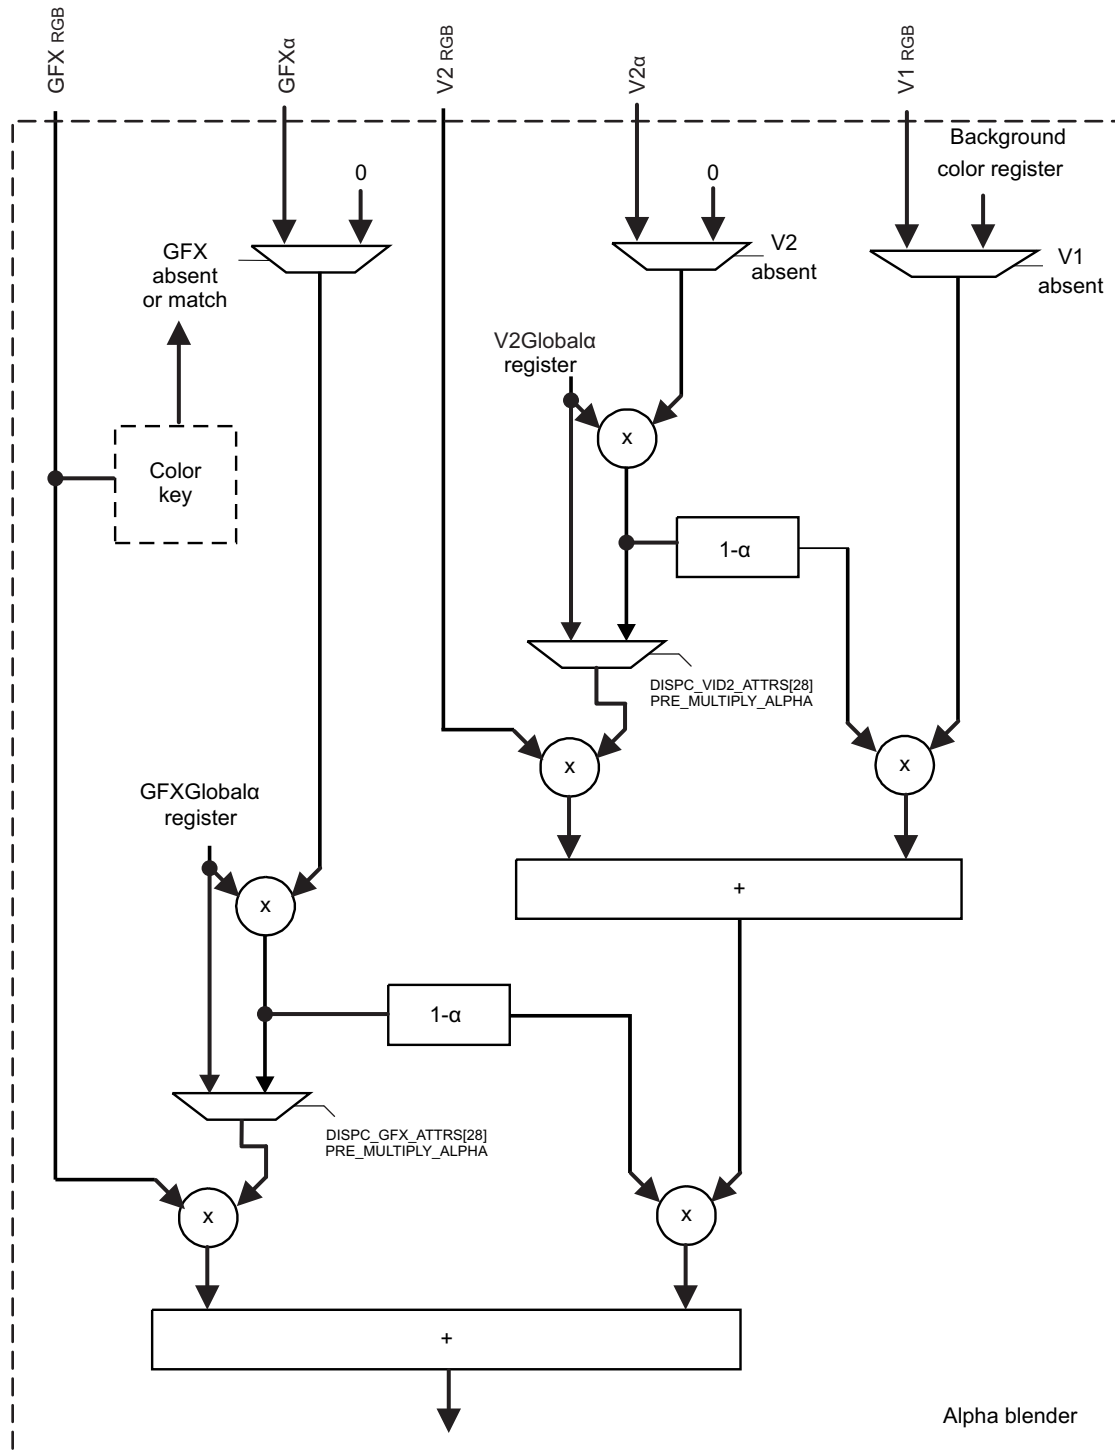 GFX RGB
GFXα
V2 RGB
V2α
V1 RGB
Background
color register
0
0
GFX
absent
or match
V2
absent
V1
absent
V2Globalα
register
x
Color
key
1-α
DISPC_VID2_ATTRS[28]
PRE_MULTIPLY_ALPHA
x
x
GFXGlobalα
register
+
x
1-α
DISPC_GFX_ATTRS[28]
PRE_MULTIPLY_ALPHA
x
x
+
Alpha blender